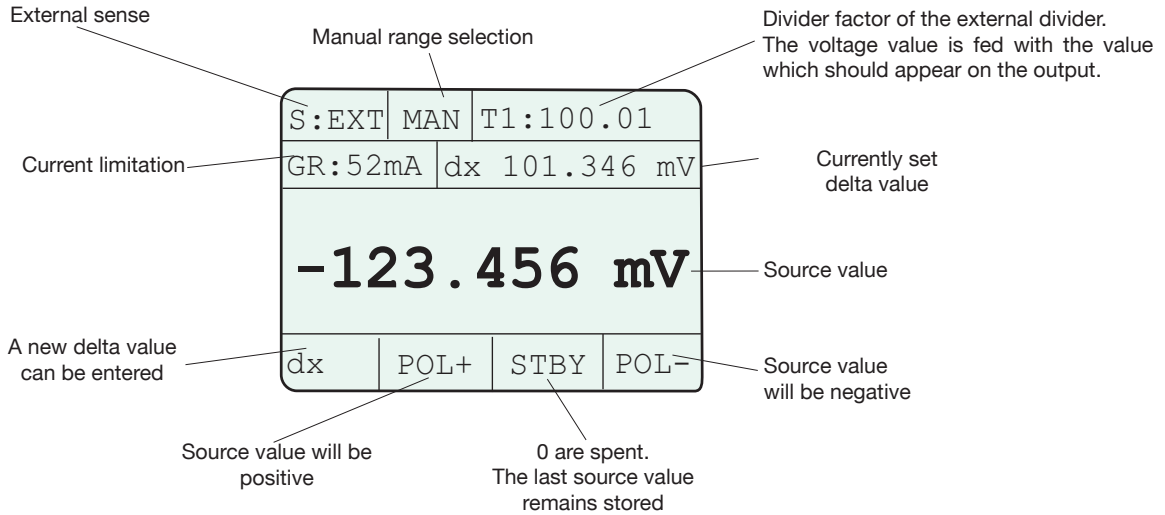 External sense
Manual range selection
Divider factor of the external divider.
The voltage value is fed with the value
which should appear on the output.
S:EXT MAN T1:100.01
Current limitation
GR:52mA dx 101.346 mV
Currently set
delta value
-123.456 mV
Source value
A new delta value
can be entered
dx POL+ STBY POL-
Source value
will be negative
Source value will be
positive
0 are spent.
The last source value
remains stored